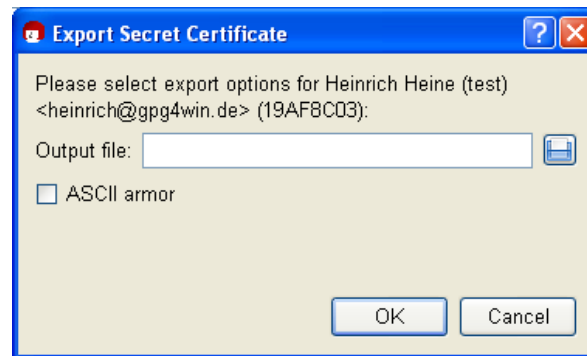 Export Secret Certificate
Please select export options for Heinrich Heine (test)
<heinrich@gpg4win.de> (19AF8C03):
Output file:
ASCII armor
OK Cancel